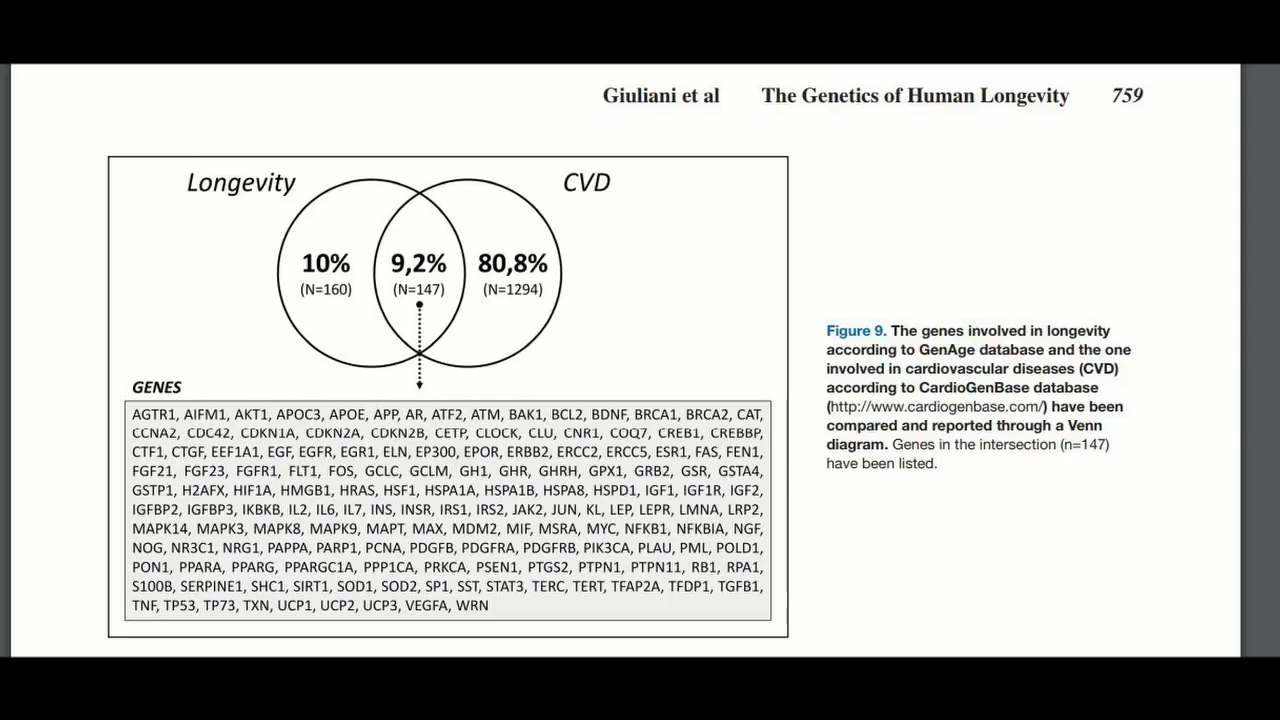 Giuliani et al The Genetics of Human Longevity 759
Longevity CVD
10% 9,2% 80,8%
(N=160) (N=147) (N=1294)
GENES
AGTR1, AIFM1, AKT1, APOC3, APOE, APP, AR, ATF2, ATM, BAK1, BCL2, BDNF, BRCA1, BRCA2, CAT,
CCNA2, CDC42, CDKN1A, CDKN2A, CDKN2B, CETP, CLOCK, CLU, CNR1, COQ7, CREB1, CREBBP,
CTF1, CTGF, EEF1A1, EGF, EGFR, EGR1, ELN, EP300, EPOR, ERBB2, ERCC2, ERCC5, ESR1, FAS, FEN1,
FGF21, FGF23, FGFR1, FLT1, FOS, GCLC, GCLM, GH1, GHR, GHRH, GPX1, GRB2, GSR, GSTA4,
GSTP1, H2AFX, HIF1A, HMGB1, HRAS, HSF1, HSPA1A, HSPA1B, HSPA8, HSPD1, IGF1, IGF1R, IGF2,
IGFBP2, IGFBP3, IKBKB, IL2, IL6, IL7, INS, INSR, IRS1, IRS2, JAK2, JUN, KL, LEP, LEPR, LMNA, LRP2,
MAPK14, MAPK3, MAPK8, MAPK9, MAPT, MAX, MDM2, MIF, MSRA, MYC, NFKB1, NFKBIA, NGF,
NOG, NR3C1, NRG1, PAPPA, PARP1, PCNA, PDGFB, PDGFRA, PDGFRB, PIK3CA, PLAU, PML, POLD1,
PON1, PPARA, PPARG, PPARGC1A, PPP1CA, PRKCA, PSEN1, PTGS2, PTPN1, PTPN11, RB1, RPA1,
S100B, SERPINE1, SHC1, SIRT1, SOD1, SOD2, SP1, SST, STAT3, TERC, TERT, TFAP2A, TFDP1, TGFB1,
TNF, TP53, TP73, TXN, UCP1, UCP2, UCP3, VEGFA, WRN
Figure 9. The genes involved in longevity
according to GenAge database and the one
involved in cardiovascular diseases (CVD)
according to CardioGenBase database
(http://www.cardiogenbase.com/) have been
compared and reported through a Venn
diagram. Genes in the intersection (n=147)
have been listed.